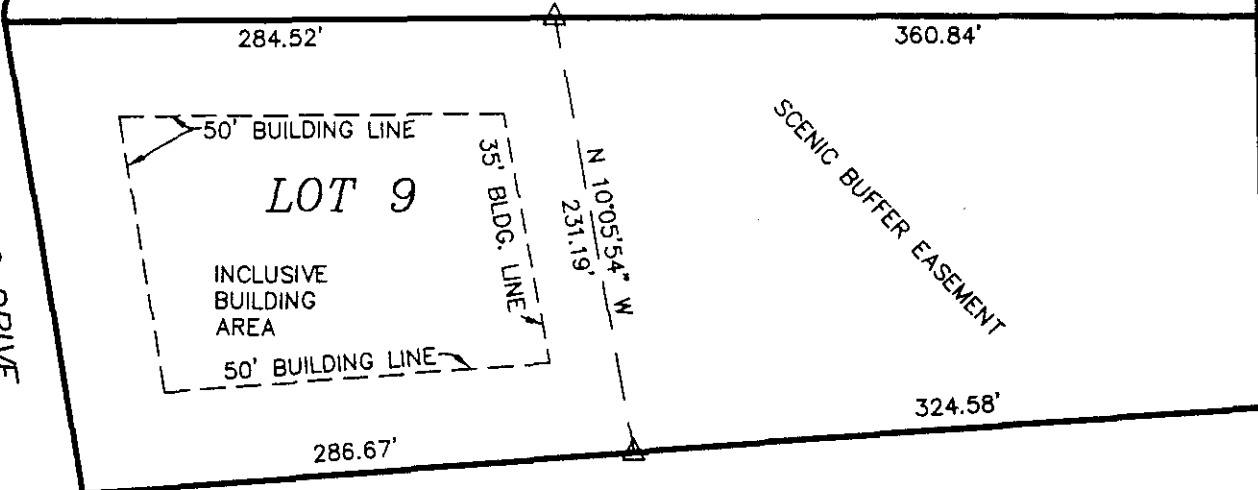 284.52'
360.84'
50' BUILDING LINE
LOT 9
35' BLDG. LINE
N 10°05'54" W
231.19'
SCENIC BUFFER EASEMENT
INCLUSIVE
BUILDING
AREA
50' BUILDING LINE
DRIVE
286.67'
324.58'